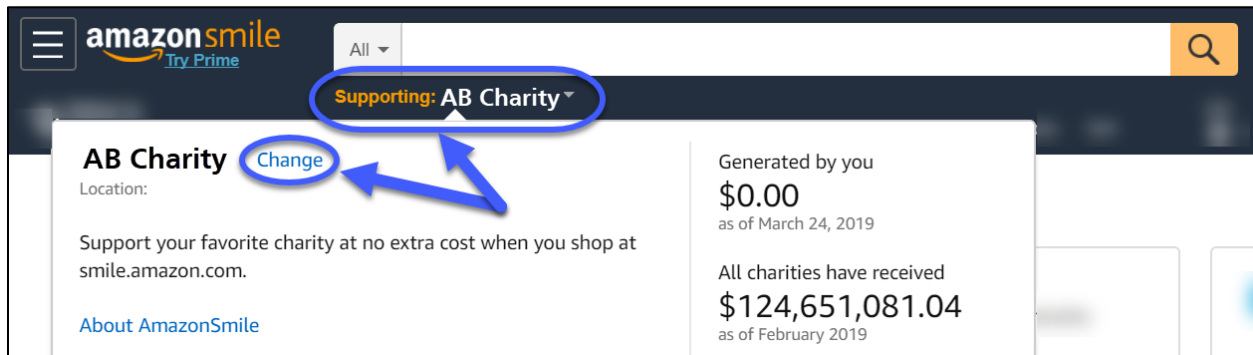 amazonsmile
Try Prime
All
Supporting: AB Charity
AB Charity Change
Location:
Support your favorite charity at no extra cost when you shop at
smile.amazon.com.
About AmazonSmile
Generated by you
$0.00
as of March 24, 2019
All charities have received
$124,651,081.04
as of February 2019